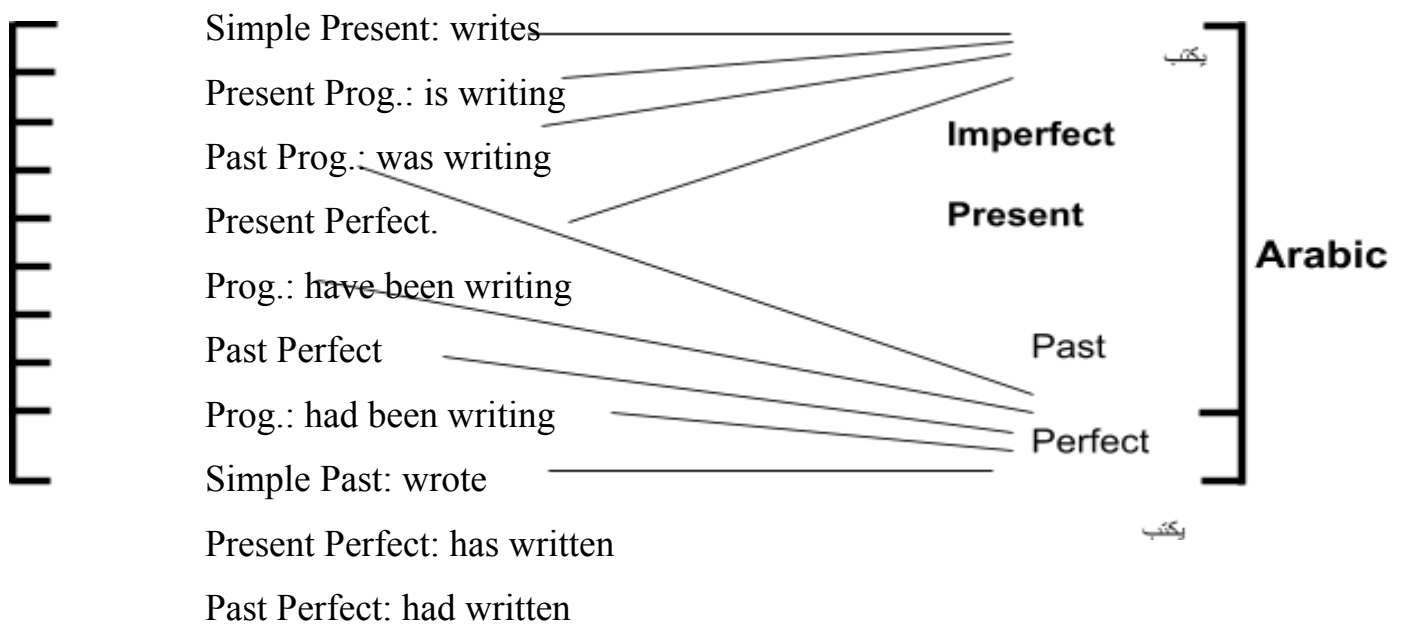 Simple Present: writes
يكتب
Present Prog.: is writing
Imperfect
Past Prog.: was writing
Present Perfect.
Present
Arabic
Prog.: have been writing
Past Perfect
Past
Prog.: had been writing
Perfect
Simple Past: wrote
Present Perfect: has written
يكتب
Past Perfect: had written